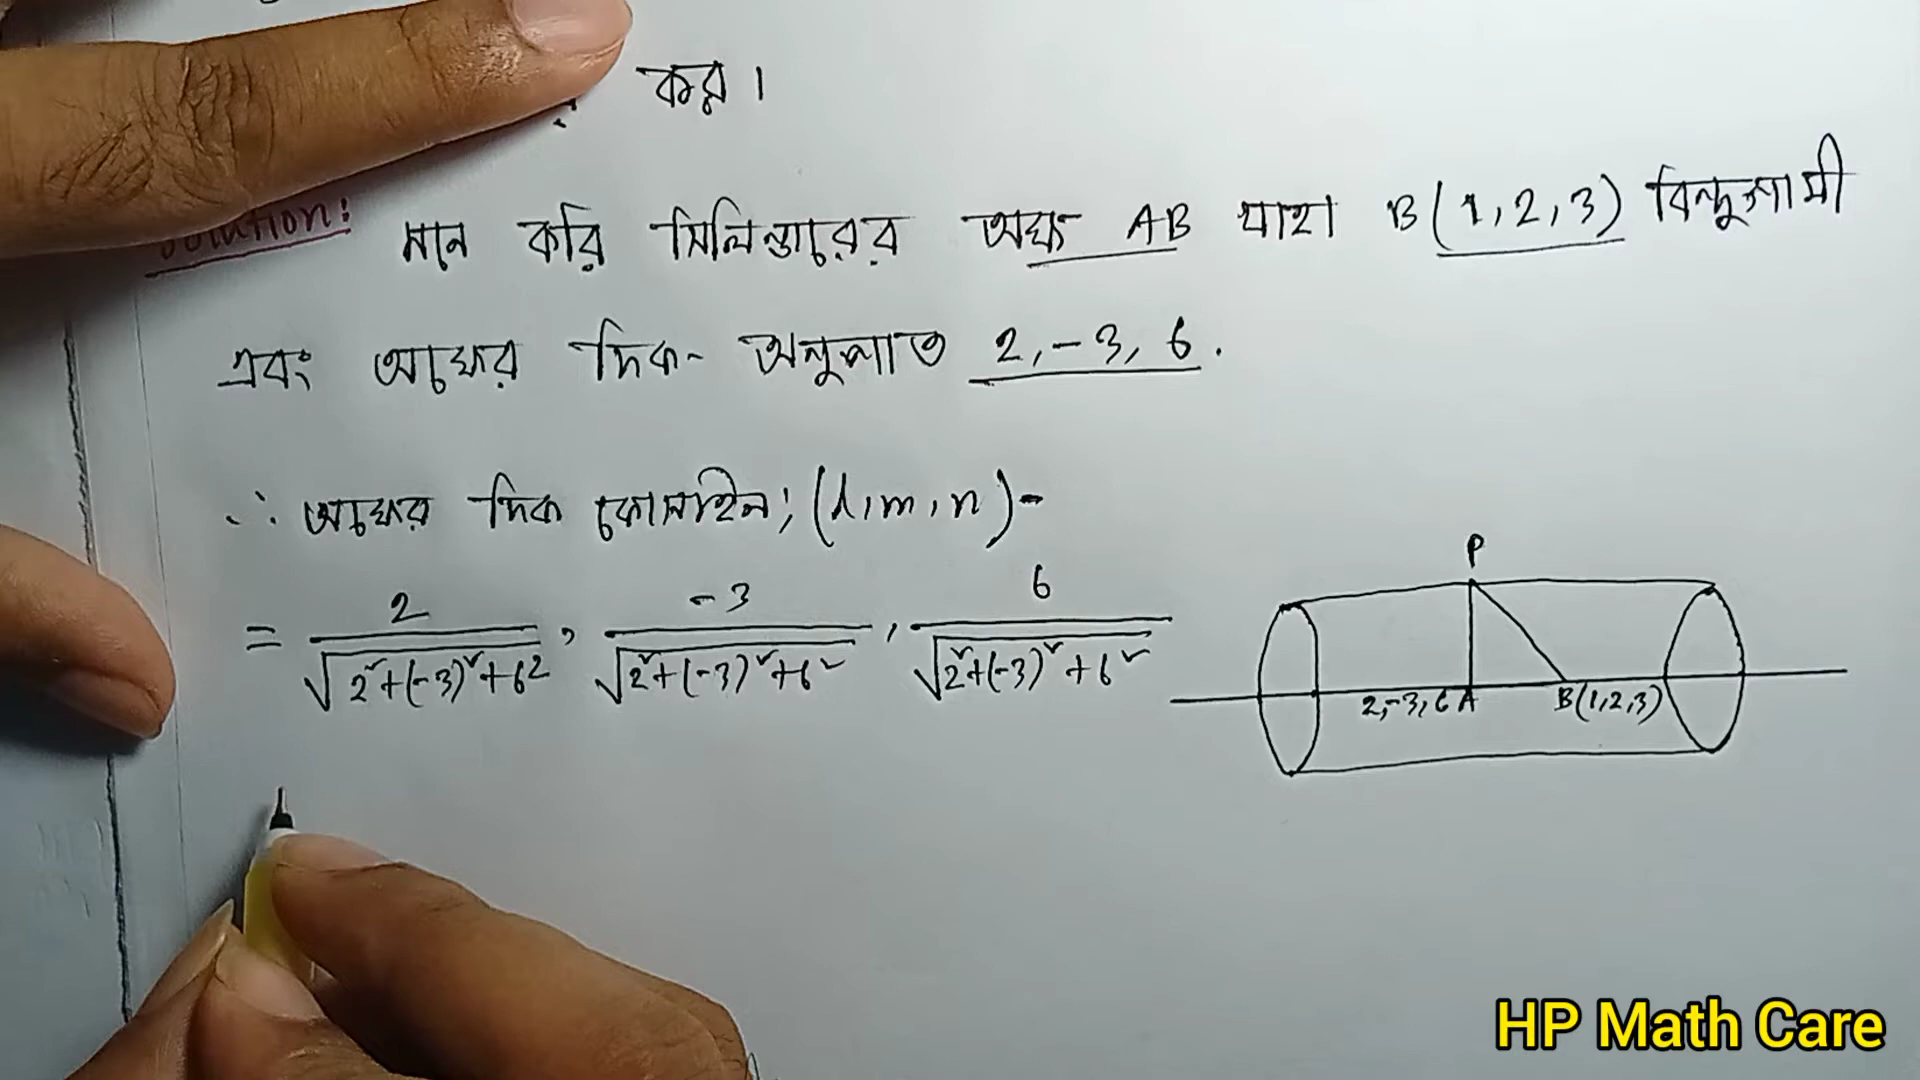 কর।
Solution: মনে করি সিলিন্ডারের অক্ষ AB যাহা B(1,2,3) বিন্দুগামী
এবং অক্ষের দিক- অনুপাত 2,-3, 6.
∴ অক্ষের দিক কোসাইন; (l,m,n)-
= 2/√(2²+(-3)²+6²), -3/√(2²+(-3)²+6²), 6/√(2²+(-3)²+6²)
P
2,-3,6 A B(1,2,3)
HP Math Care